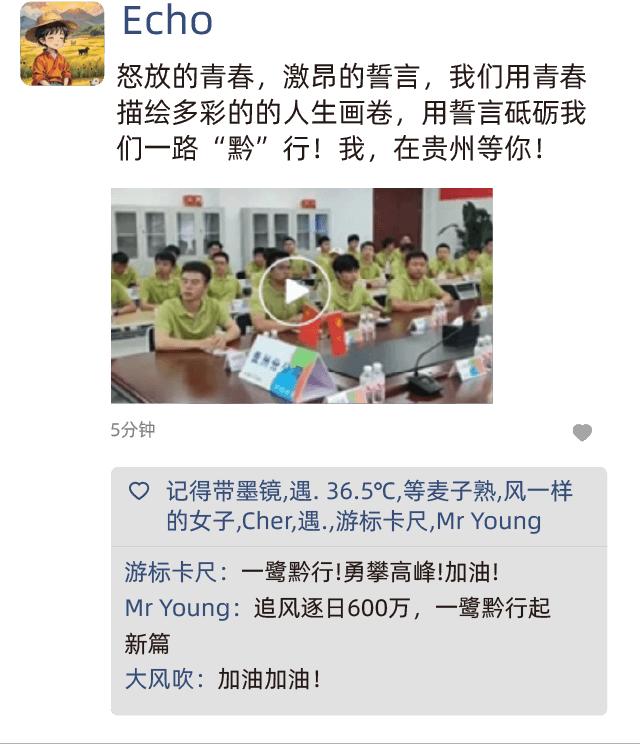 Echo
怒放的青春，激昂的誓言，我们用青春
描绘多彩的的人生画卷，用誓言砥砺我
们一路“黔”行！我，在贵州等你！
5分钟
记得带墨镜,遇. 36.5℃,等麦子熟,风一样
的女子,Cher,遇.,游标卡尺,Mr Young
游标卡尺：一鹭黔行!勇攀高峰!加油!
Mr Young：追风逐日600万，一鹭黔行起
新篇
大风吹：加油加油！